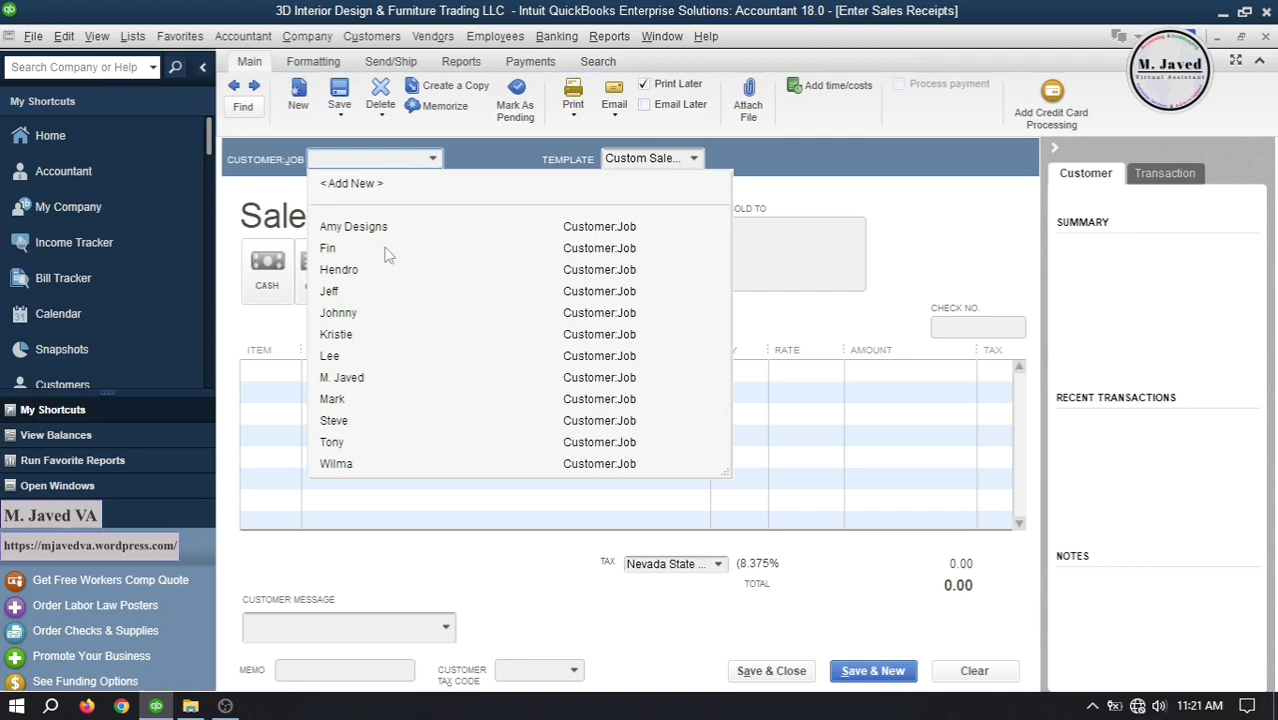 3D Interior Design & Furniture Trading LLC - Intuit QuickBooks Enterprise Solutions: Accountant 18.0 - [Enter Sales Receipts]
File Edit View Lists Favorites Accountant Company Customers Vendors Employees Banking Reports Window Help
Search Company or Help
Main Formatting Send/Ship Reports Payments Search
Find
New
Save
Delete
Create a Copy
Memorize
Mark As
Pending
Print
Email
Print Later
Email Later
Attach
File
Add time/costs
Process payment
Add Credit Card
Processing
M. Javed
Virtual Assistant
My Shortcuts
Home
Accountant
My Company
Income Tracker
Bill Tracker
Calendar
Snapshots
Customers
My Shortcuts
View Balances
Run Favorite Reports
Open Windows
M. Javed VA
https://mjavedva.wordpress.com/
Get Free Workers Comp Quote
Order Labor Law Posters
Order Checks & Supplies
Promote Your Business
See Funding Options
CUSTOMER:JOB
TEMPLATE Custom Sale...
< Add New >
Amy Designs Customer:Job
Fin Customer:Job
Hendro Customer:Job
Jeff Customer:Job
Johnny Customer:Job
Kristie Customer:Job
Lee Customer:Job
M. Javed Customer:Job
Mark Customer:Job
Steve Customer:Job
Tony Customer:Job
Wilma Customer:Job
Sale
CASH
SOLD TO
CHECK NO.
ITEM
RATE AMOUNT TAX
TAX Nevada State ... (8.375% 0.00
TOTAL 0.00
CUSTOMER MESSAGE
MEMO
CUSTOMER
TAX CODE
Save & Close Save & New Clear
Customer Transaction
SUMMARY
RECENT TRANSACTIONS
NOTES
11:21 AM